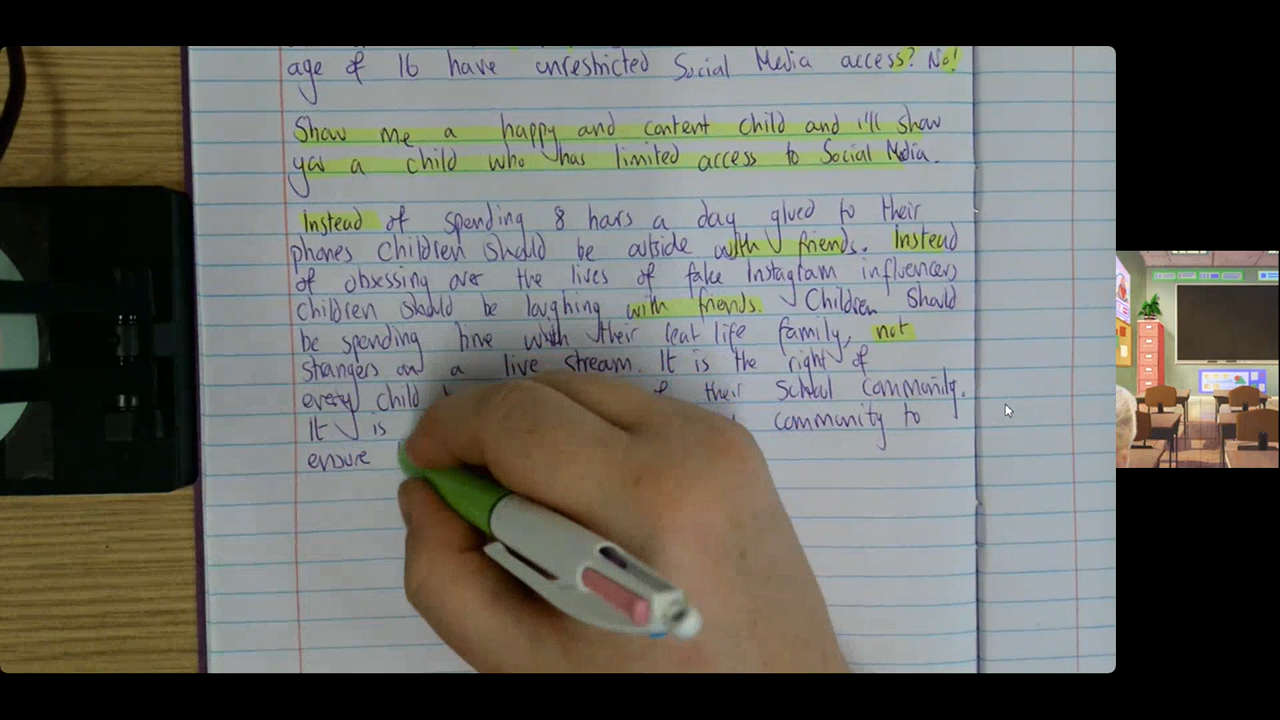 age of 16 have unrestricted Social Media access? No!
Show me a happy and content child and i'll show
you a child who has limited access to Social Media.
Instead of spending 8 hours a day glued to their
phones children should be outside with friends. Instead
of obsessing over the lives of fake Instagram influencers
children should be laughing with friends. Children should
be spending time with their real life family, not
strangers on a live stream. It is the right of
every child of their school community.
It is community to
ensure